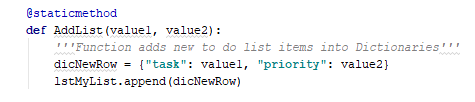 @staticmethod
def AddList(value1, value2):
    '''Function adds new to do list items into Dictionaries'''
    dicNewRow = {"task": value1, "priority": value2}
    lstMyList.append(dicNewRow)